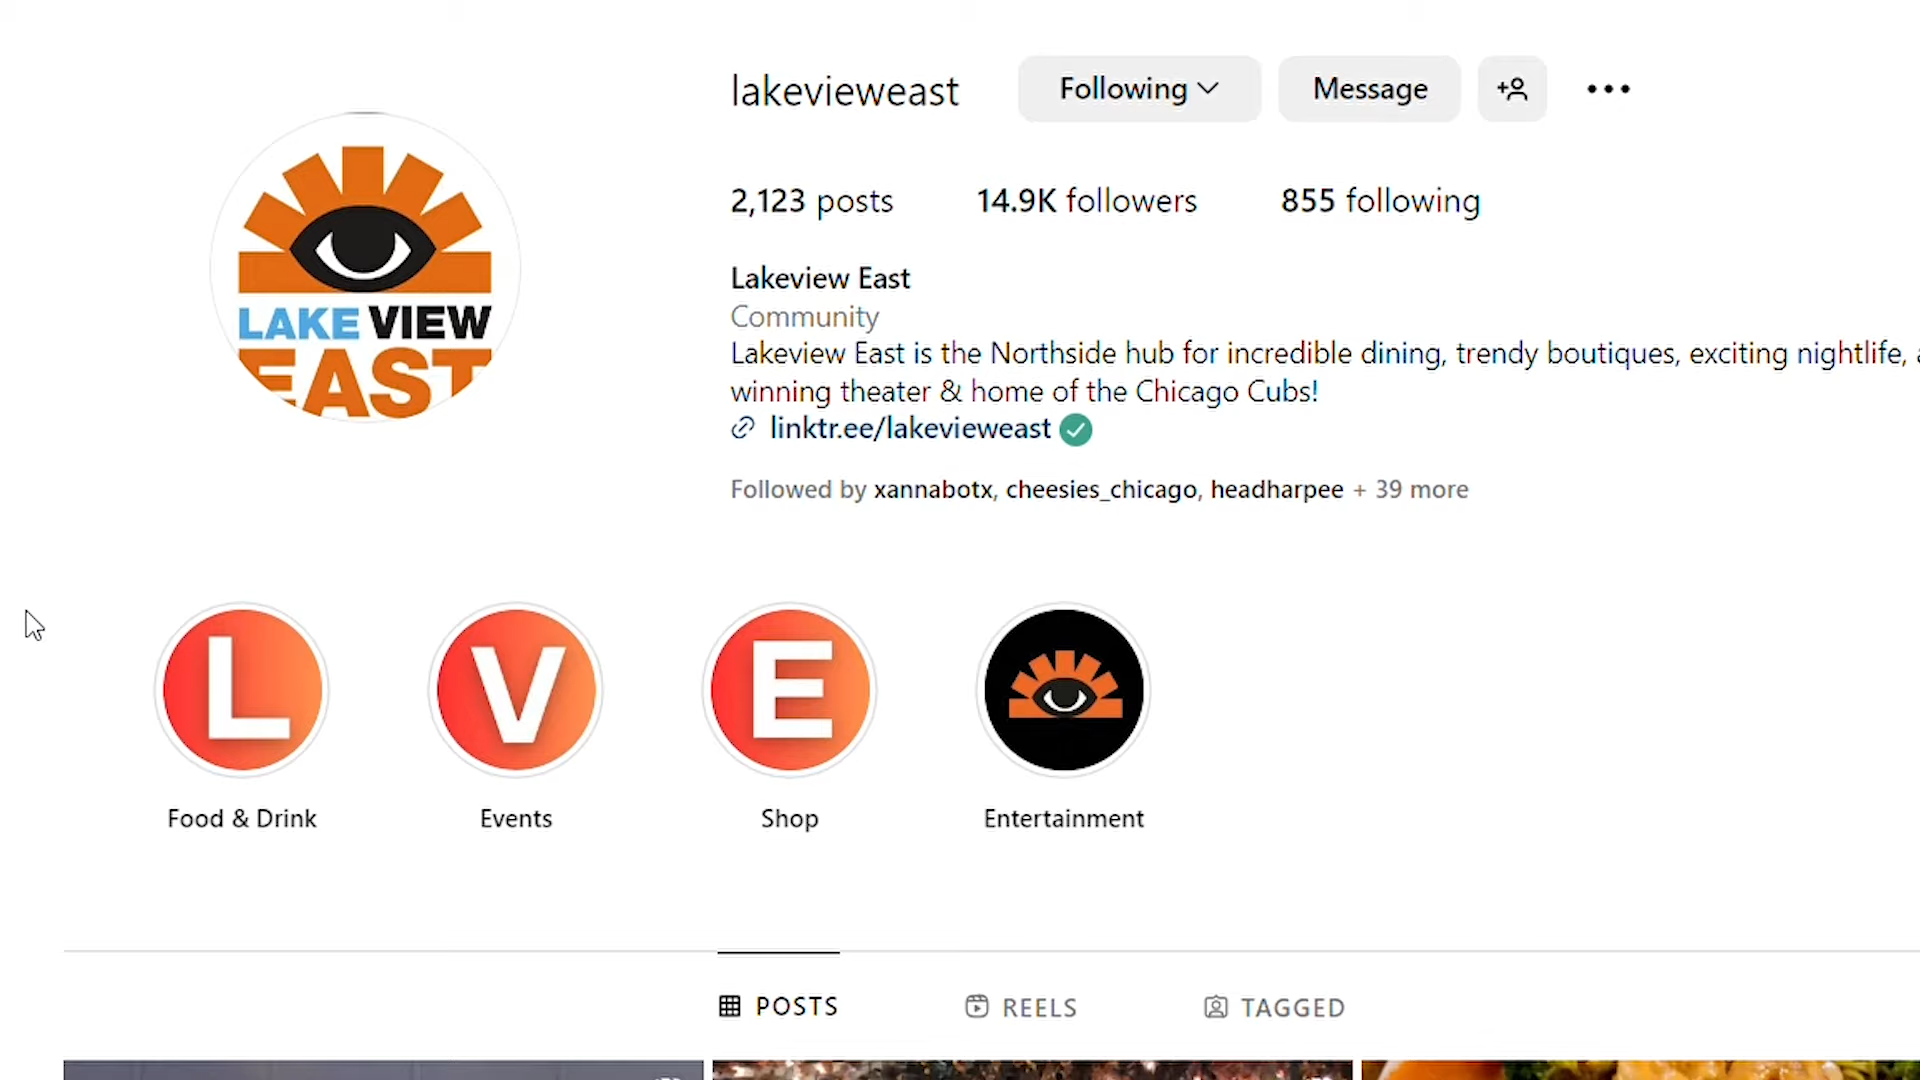 lakevieweast
Following
Message
2,123 posts
14.9K followers
855 following
LAKE VIEW
EAST
Lakeview East
Community
Lakeview East is the Northside hub for incredible dining, trendy boutiques, exciting nightlife,
winning theater & home of the Chicago Cubs!
linktr.ee/lakevieweast
Followed by xannabotx, cheesies_chicago, headharpee + 39 more
L
V
E
Food & Drink
Events
Shop
Entertainment
POSTS
REELS
TAGGED